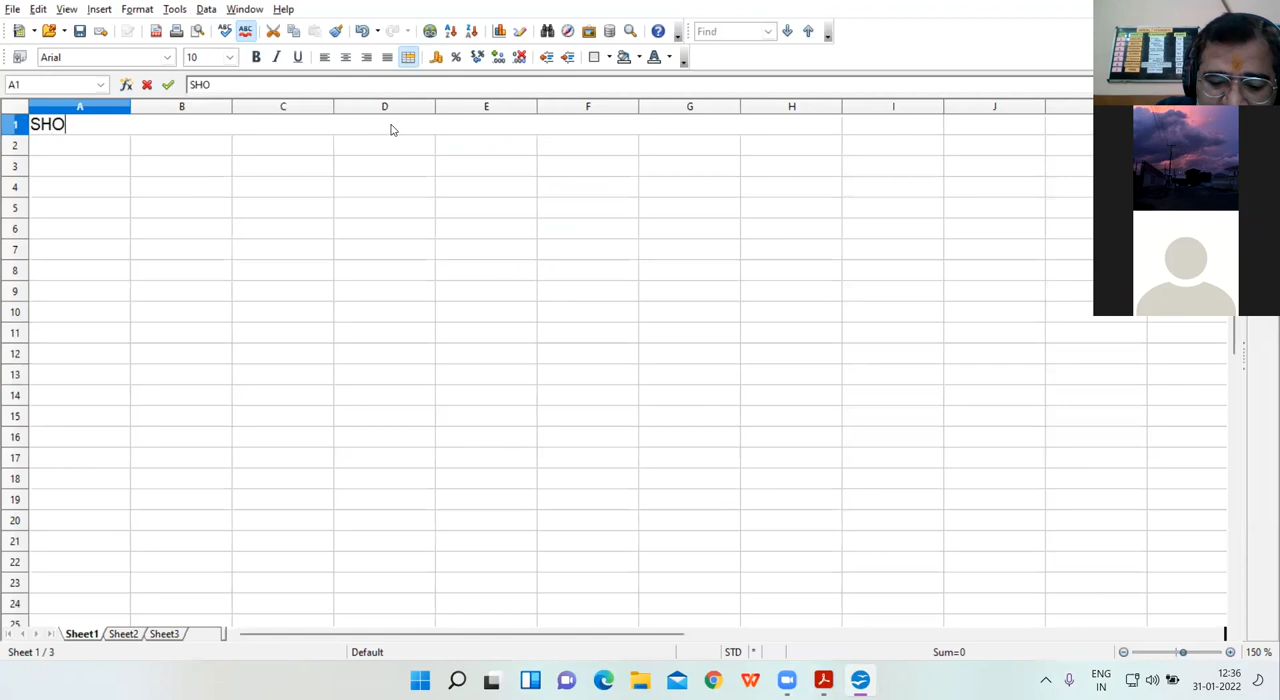 File Edit View Insert Format Tools Data Window Help
Find
Arial 10
A1 SHO
A B C D E F G H I J
1 SHO
2
3
4
5
6
7
8
9
10
11
12
13
14
15
16
17
18
19
20
21
22
23
24
25
Sheet1 Sheet2 Sheet3
Sheet 1 / 3 Default STD * Sum=0 150 %
ENG
IN
12:36
31-01-2022